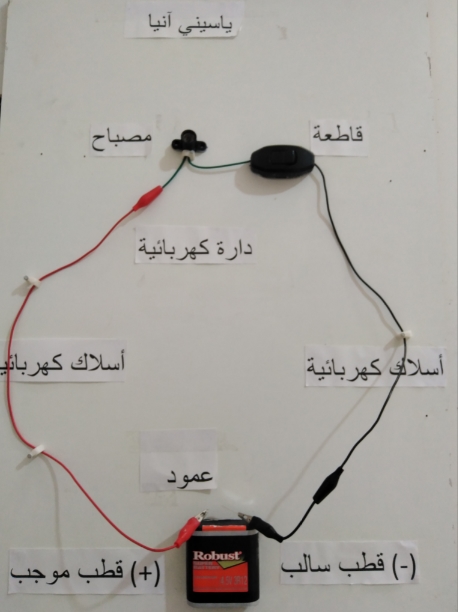 ياسيني آنيا
مصباح
قاطعة
دارة كهربائية
أسلاك كهربائية
أسلاك كهربائية
عمود
Robust
(+) قطب موجب
(-) قطب سالب